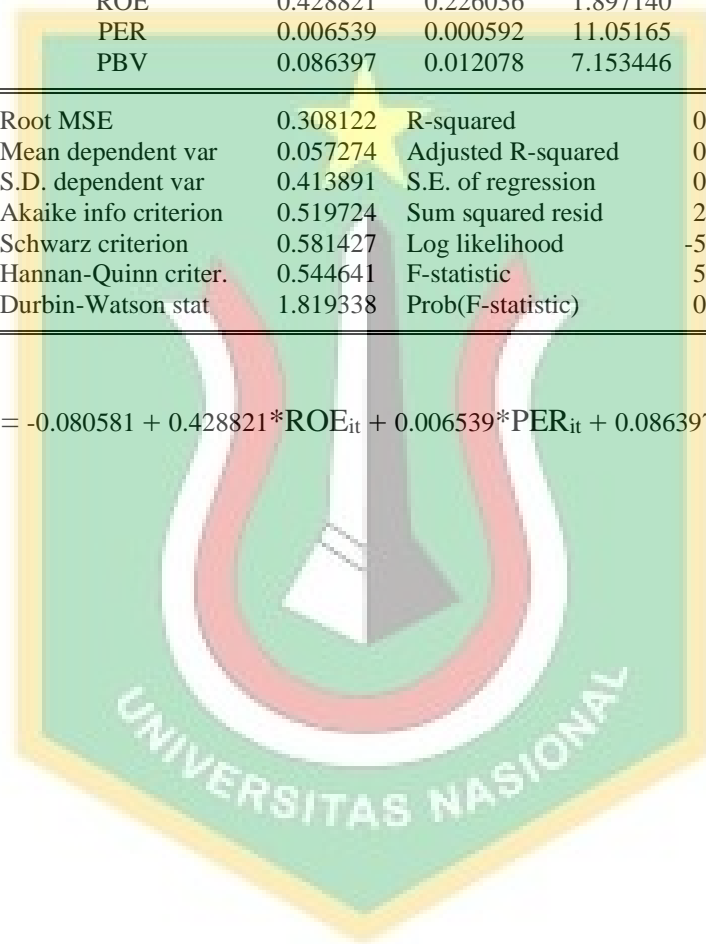 ROE 0.428821 0.226036 1.897140
PER 0.006539 0.000592 11.05165
PBV 0.086397 0.012078 7.153446
Root MSE 0.308122 R-squared 0
Mean dependent var 0.057274 Adjusted R-squared 0
S.D. dependent var 0.413891 S.E. of regression 0
Akaike info criterion 0.519724 Sum squared resid 2
Schwarz criterion 0.581427 Log likelihood -5
Hannan-Quinn criter. 0.544641 F-statistic 5
Durbin-Watson stat 1.819338 Prob(F-statistic) 0
= -0.080581 + 0.428821*ROEit + 0.006539*PERit + 0.086397
UNIVERSITAS NASIONAL